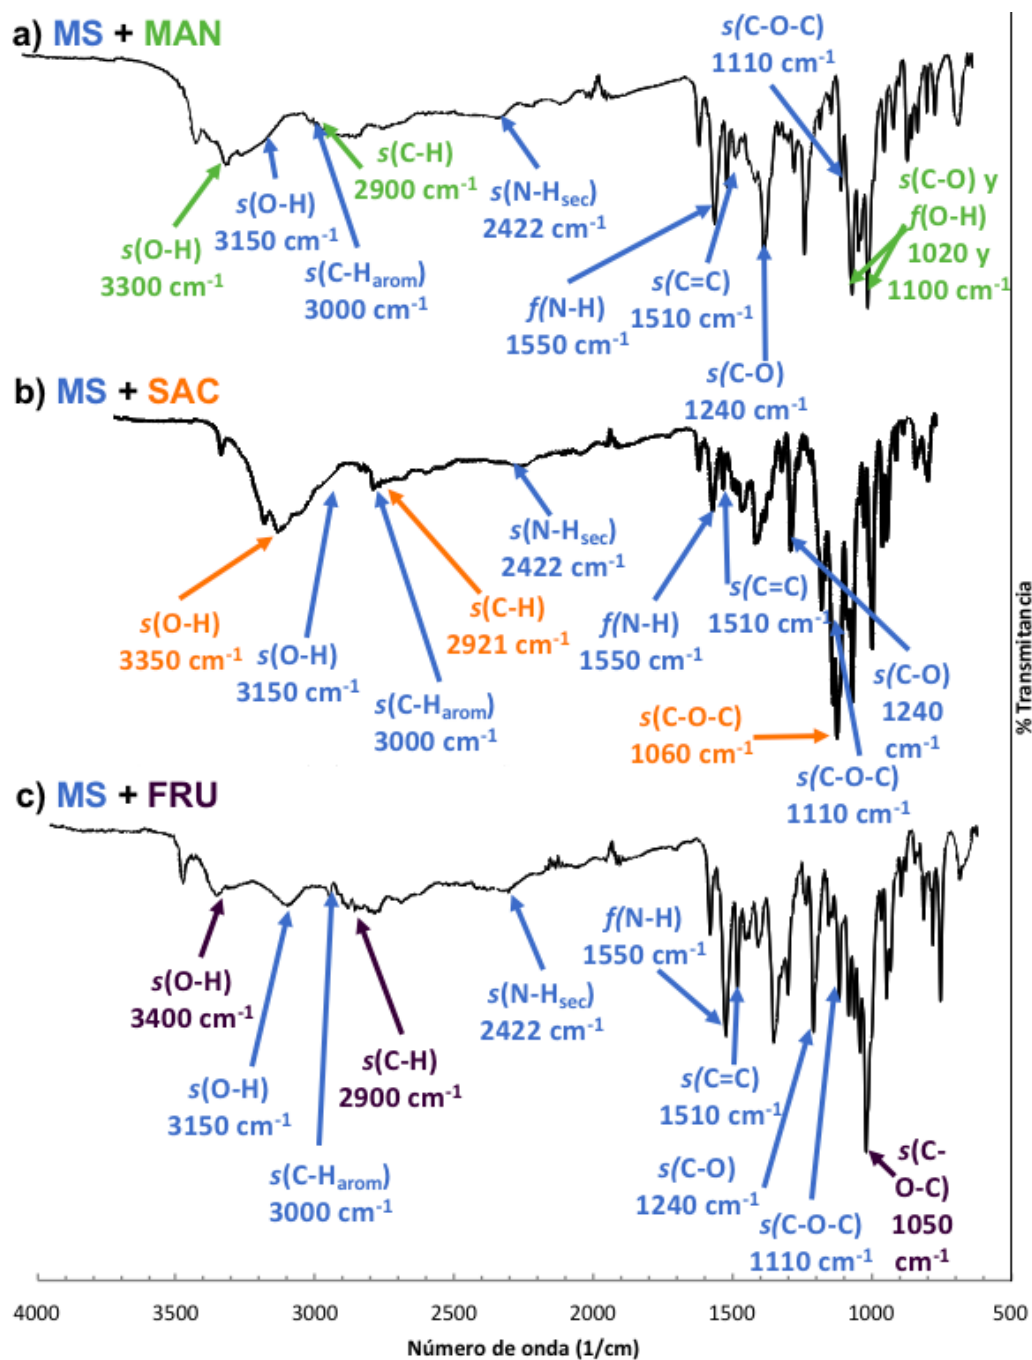 a) MS + MAN
s(C-O-C)
1110 cm-1
s(C-H)
2900 cm-1
s(O-H)
3150 cm-1
s(O-H)
3300 cm-1
s(C-Harom)
3000 cm-1
s(N-Hsec)
2422 cm-1
f(N-H)
1550 cm-1
s(C=C)
1510 cm-1
s(C-O)
1240 cm-1
s(C-O) y
f(O-H)
1020 y
1100 cm-1
b) MS + SAC
s(O-H)
3350 cm-1
s(O-H)
3150 cm-1
s(C-Harom)
3000 cm-1
s(C-H)
2921 cm-1
s(N-Hsec)
2422 cm-1
f(N-H)
1550 cm-1
s(C=C)
1510 cm-1
s(C-O)
1240
cm-1
s(C-O-C)
1060 cm-1
s(C-O-C)
1110 cm-1
% Transmitancia
c) MS + FRU
s(O-H)
3400 cm-1
s(O-H)
3150 cm-1
s(C-Harom)
3000 cm-1
s(C-H)
2900 cm-1
s(N-Hsec)
2422 cm-1
f(N-H)
1550 cm-1
s(C=C)
1510 cm-1
s(C-O)
1240 cm-1
s(C-O-C)
1110 cm-1
s(C-
O-C)
1050
cm-1
4000 3500 3000 2500 2000 1500 1000 500
Número de onda (1/cm)